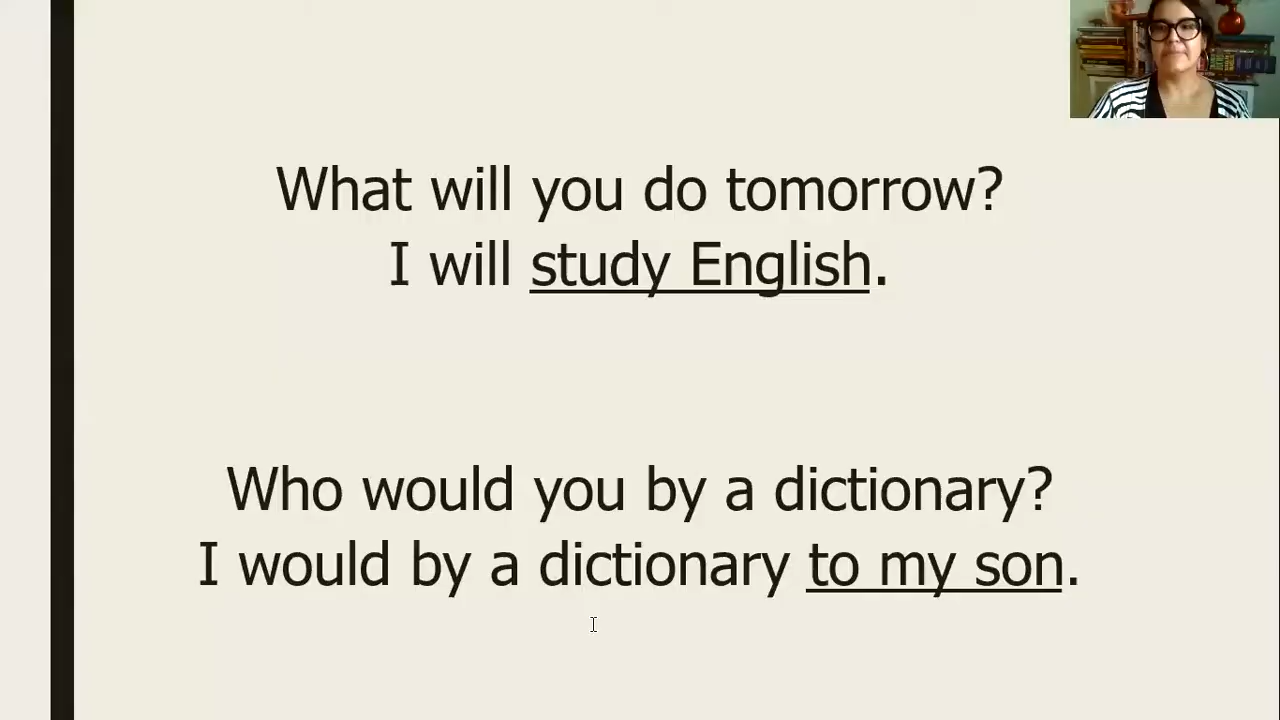 What will you do tomorrow?
I will study English.
Who would you by a dictionary?
I would by a dictionary to my son.